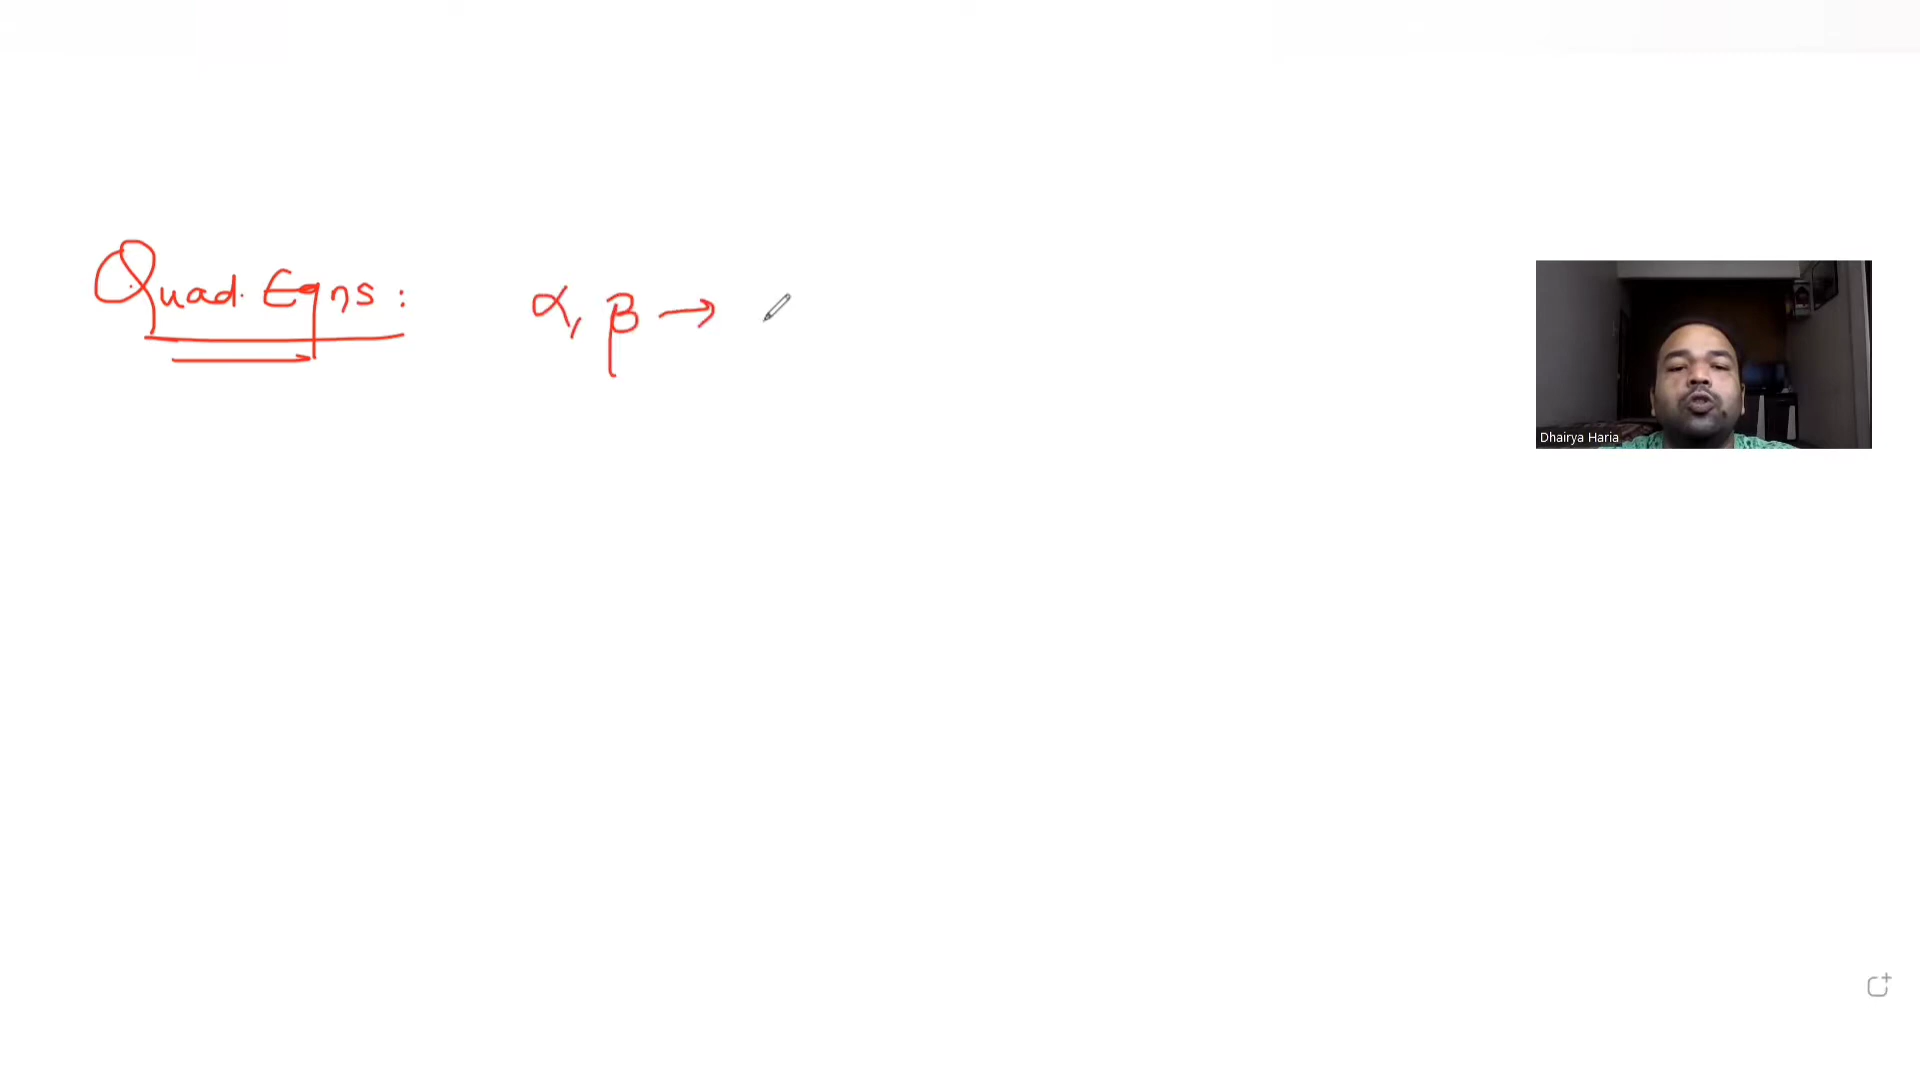 Quad. Eqns : α, β →
Dhairya Haria